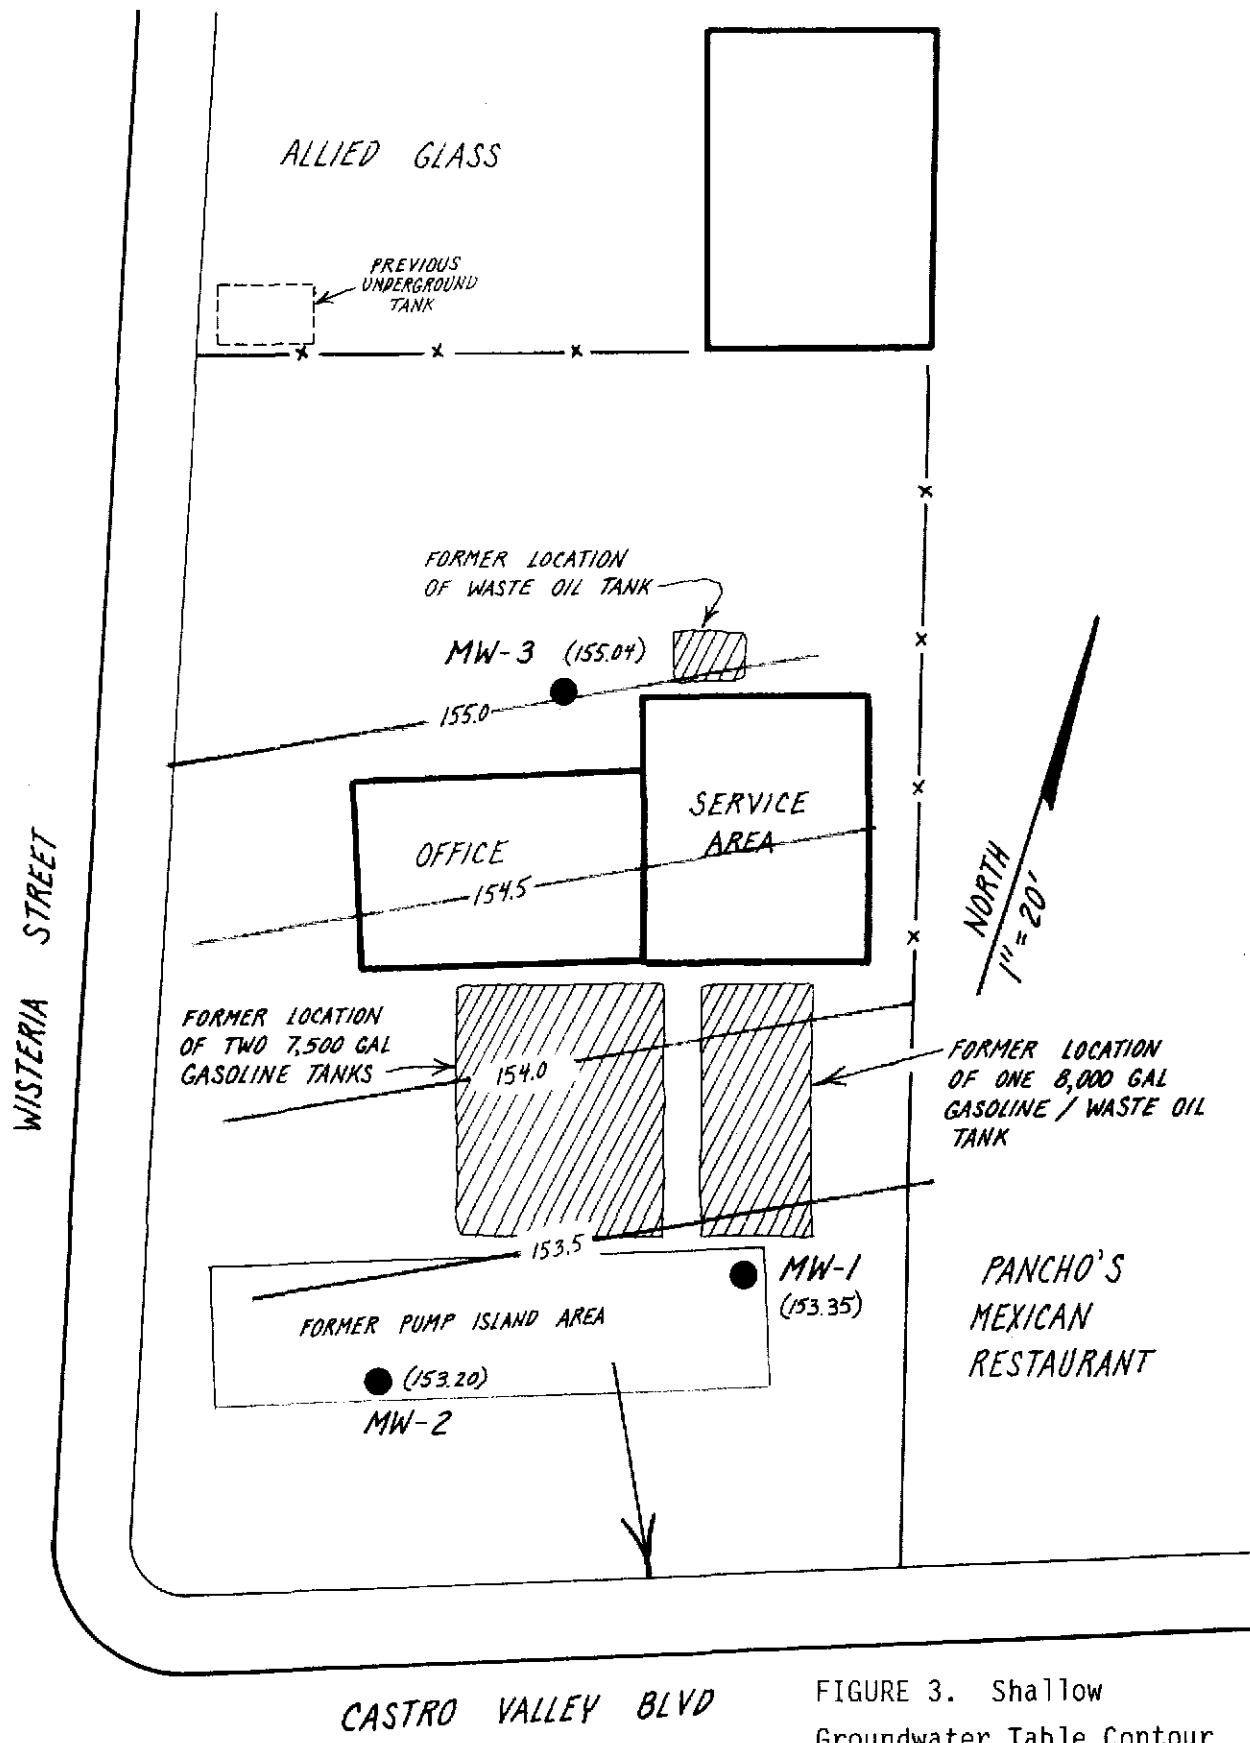 ALLIED GLASS
PREVIOUS
UNDERGROUND
TANK
x x x
x
FORMER LOCATION
OF WASTE OIL TANK
x
MW-3 (155.04)
155.0
x
SERVICE
AREA
OFFICE
154.5
x
NORTH
1" = 20'
WISTERIA STREET
FORMER LOCATION
OF TWO 7,500 GAL
GASOLINE TANKS
154.0
FORMER LOCATION
OF ONE 8,000 GAL
GASOLINE / WASTE OIL
TANK
153.5
MW-1
(153.35)
FORMER PUMP ISLAND AREA
(153.20)
MW-2
PANCHO'S
MEXICAN
RESTAURANT
CASTRO VALLEY BLVD
FIGURE 3. Shallow
Groundwater Table Contour